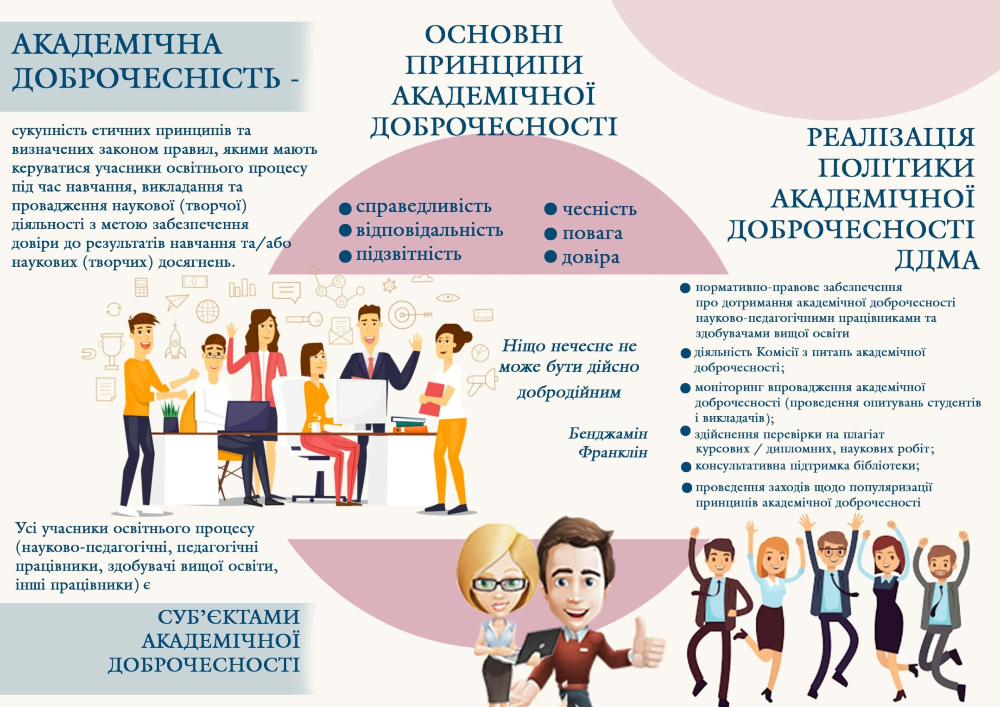 АКАДЕМІЧНА
ДОБРОЧЕСНІСТЬ -
сукупність етичних принципів та
визначених законом правил, якими мають
керуватися учасники освітнього процесу
під час навчання, викладання та
провадження наукової (творчої)
діяльності з метою забезпечення
довіри до результатів навчання та/або
наукових (творчих) досягнень.
Усі учасники освітнього процесу
(науково-педагогічні, педагогічні
працівники, здобувачі вищої освіти,
інші працівники) є
СУБ’ЄКТАМИ
АКАДЕМІЧНОЇ
ДОБРОЧЕСНОСТІ
ОСНОВНІ
ПРИНЦИПИ
АКАДЕМІЧНОЇ
ДОБРОЧЕСНОСТІ
● справедливість
● відповідальність
● підзвітність
● чесність
● повага
● довіра
Ніщо нечесне не
може бути дійсно
добродійним
Бенджамін
Франклін
РЕАЛІЗАЦІЯ
ПОЛІТИКИ
АКАДЕМІЧНОЇ
ДОБРОЧЕСНОСТІ
ДДМА
● нормативно-правове забезпечення
про дотримання академічної доброчесності
науково-педагогічними працівниками та
здобувачами вищої освіти
● діяльність Комісії з питань академічної
доброчесності;
● моніторинг впровадження академічної
доброчесності (проведення опитувань студентів
і викладачів);
● здійснення перевірки на плагіат
курсових / дипломних, наукових робіт;
● консультативна підтримка бібліотеки;
● проведення заходів щодо популяризації
принципів академічної доброчесності